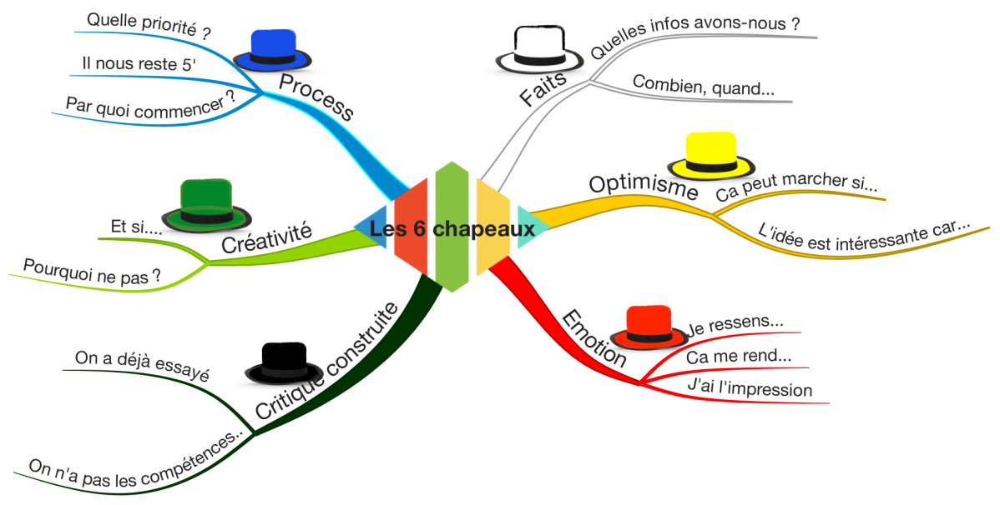 Les 6 chapeaux
Faits
Quelles infos avons-nous ?
Combien, quand...
Optimisme
Ca peut marcher si...
L'idée est intéressante car...
Emotion
Je ressens...
Ca me rend...
J'ai l'impression
Critique construite
On a déjà essayé
On n'a pas les compétences..
Créativité
Et si....
Pourquoi ne pas ?
Process
Quelle priorité ?
Il nous reste 5'
Par quoi commencer ?